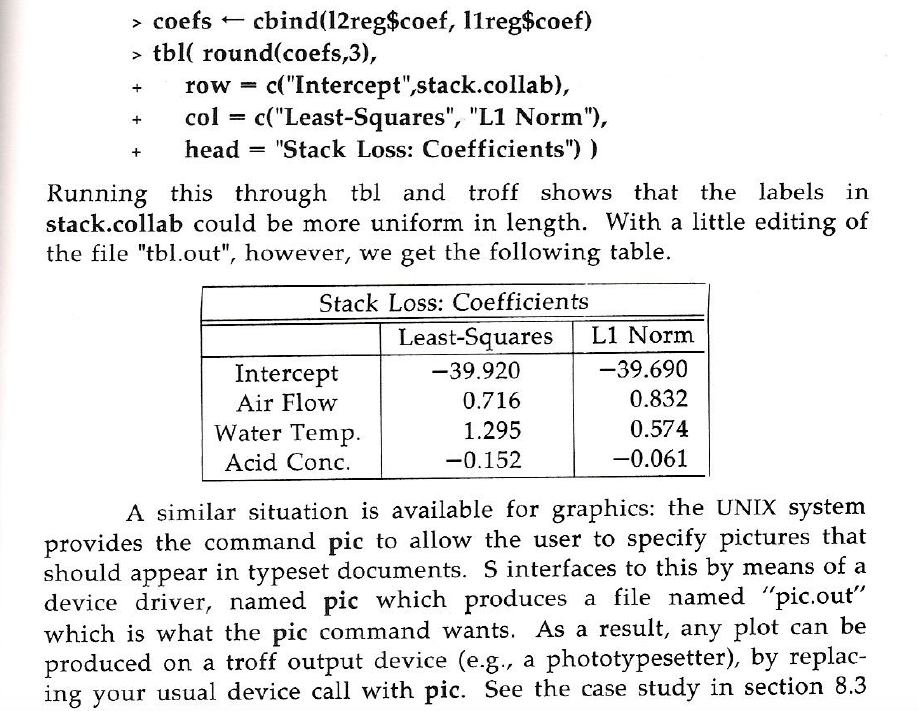 > coefs ← cbind(l2reg$coef, l1reg$coef)
> tbl( round(coefs,3),
+ row = c("Intercept",stack.collab),
+ col = c("Least-Squares", "L1 Norm"),
+ head = "Stack Loss: Coefficients") )
Running this through tbl and troff shows that the labels in
stack.collab could be more uniform in length. With a little editing of
the file "tbl.out", however, we get the following table.
Stack Loss: Coefficients
Least-Squares L1 Norm
Intercept −39.920 −39.690
Air Flow 0.716 0.832
Water Temp. 1.295 0.574
Acid Conc. −0.152 −0.061
A similar situation is available for graphics: the UNIX system
provides the command pic to allow the user to specify pictures that
should appear in typeset documents. S interfaces to this by means of a
device driver, named pic which produces a file named “pic.out”
which is what the pic command wants. As a result, any plot can be
produced on a troff output device (e.g., a phototypesetter), by replac-
ing your usual device call with pic. See the case study in section 8.3